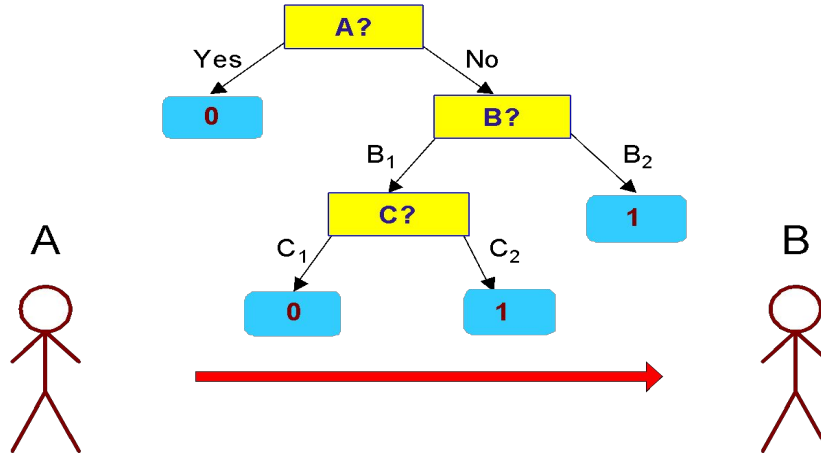 A?
Yes
No
0
B?
B₁
B₂
C?
1
A
B
C₁
C₂
0
1